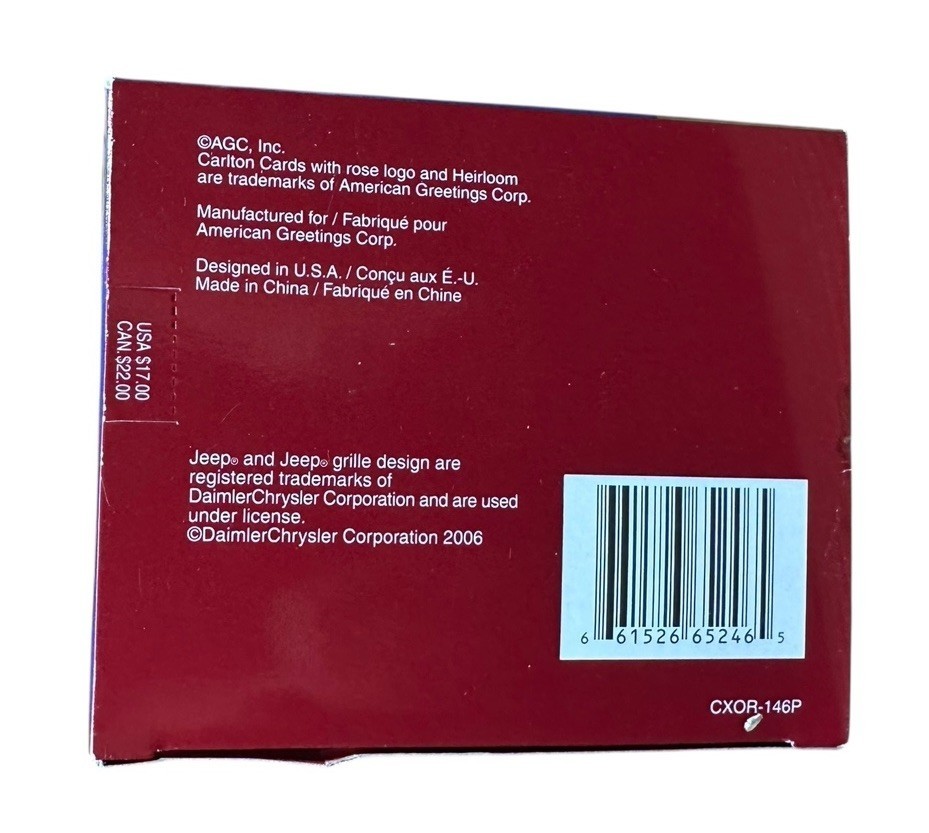 ©AGC, Inc.
Carlton Cards with rose logo and Heirloom
are trademarks of American Greetings Corp.
Manufactured for / Fabriqué pour
American Greetings Corp.
Designed in U.S.A. / Conçu aux É.-U.
Made in China / Fabriqué en Chine
USA $17.00
CAN. $22.00
Jeep® and Jeep® grille design are
registered trademarks of
DaimlerChrysler Corporation and are used
under license.
©DaimlerChrysler Corporation 2006
6 61526 65246 5
CXOR-146P